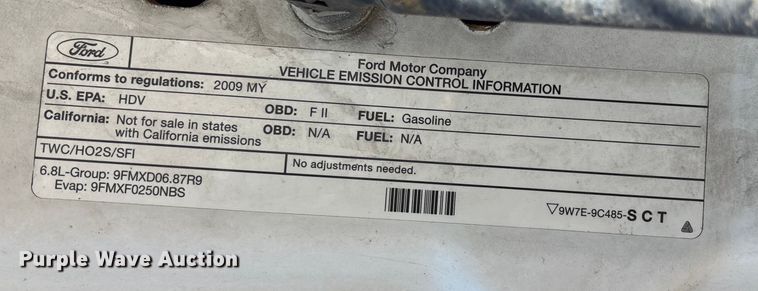 Ford
Ford Motor Company
VEHICLE EMISSION CONTROL INFORMATION
Conforms to regulations: 2009 MY
U.S. EPA: HDV OBD: F II FUEL: Gasoline
California: Not for sale in states with California emissions OBD: N/A FUEL: N/A
TWC/HO2S/SFI
No adjustments needed.
6.8L-Group: 9FMXD06.87R9
Evap: 9FMXF0250NBS
▽9W7E-9C485-SCT
Purple Wave Auction